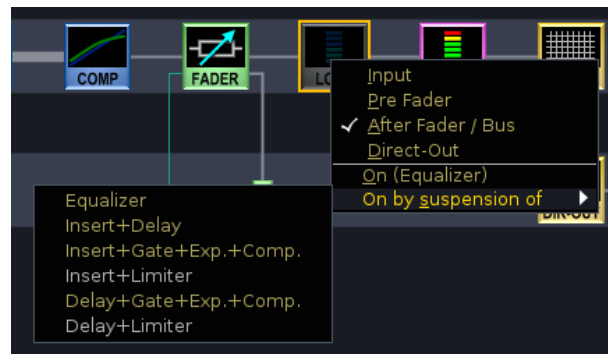 COMP
FADER
LO
Input
Pre Fader
After Fader / Bus
Direct-Out
On (Equalizer)
On by suspension of
DIR-OUT
Equalizer
Insert+Delay
Insert+Gate+Exp.+Comp.
Insert+Limiter
Delay+Gate+Exp.+Comp.
Delay+Limiter